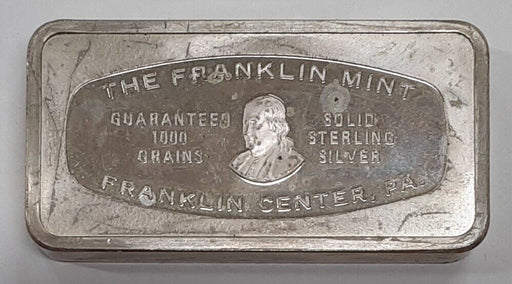 THE FRANKLIN MINT
GUARANTEED
1000
GRAINS
SOLID
STERLING
SILVER
FRANKLIN CENTER, PA.